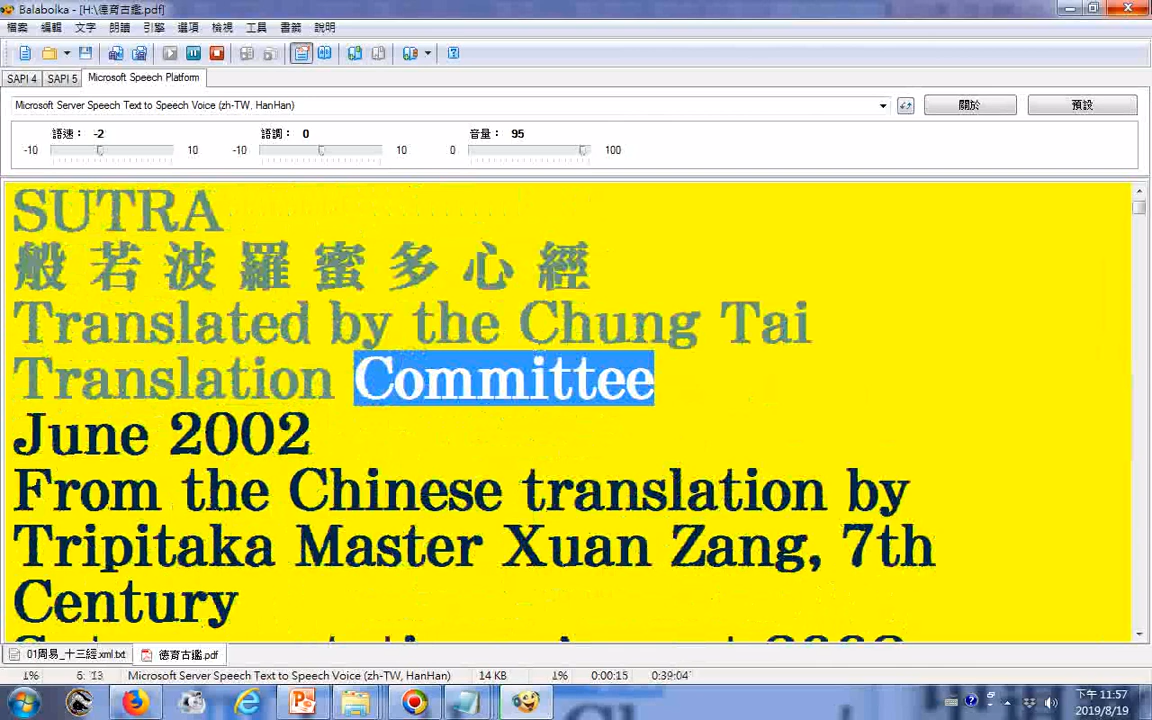 Balabolka - [H:\德育古鑑.pdf]
檔案 編輯 文字 朗讀 引擎 選項 檢視 工具 書籤 說明
SAPI 4 SAPI 5 Microsoft Speech Platform
Microsoft Server Speech Text to Speech Voice (zh-TW, HanHan) 關於 預設
語速： -2 語調： 0 音量： 95
-10 10 -10 10 0 100
SUTRA
般 若 波 羅 蜜 多 心 經
Translated by the Chung Tai
Translation Committee
June 2002
From the Chinese translation by
Tripitaka Master Xuan Zang, 7th
Century
01周易_十三經.xml.txt 德育古鑑.pdf
1% 5: 13 Microsoft Server Speech Text to Speech Voice (zh-TW, HanHan) 14 KB 1% 0:00:15 0:39:04
下午 11:57
2019/8/19